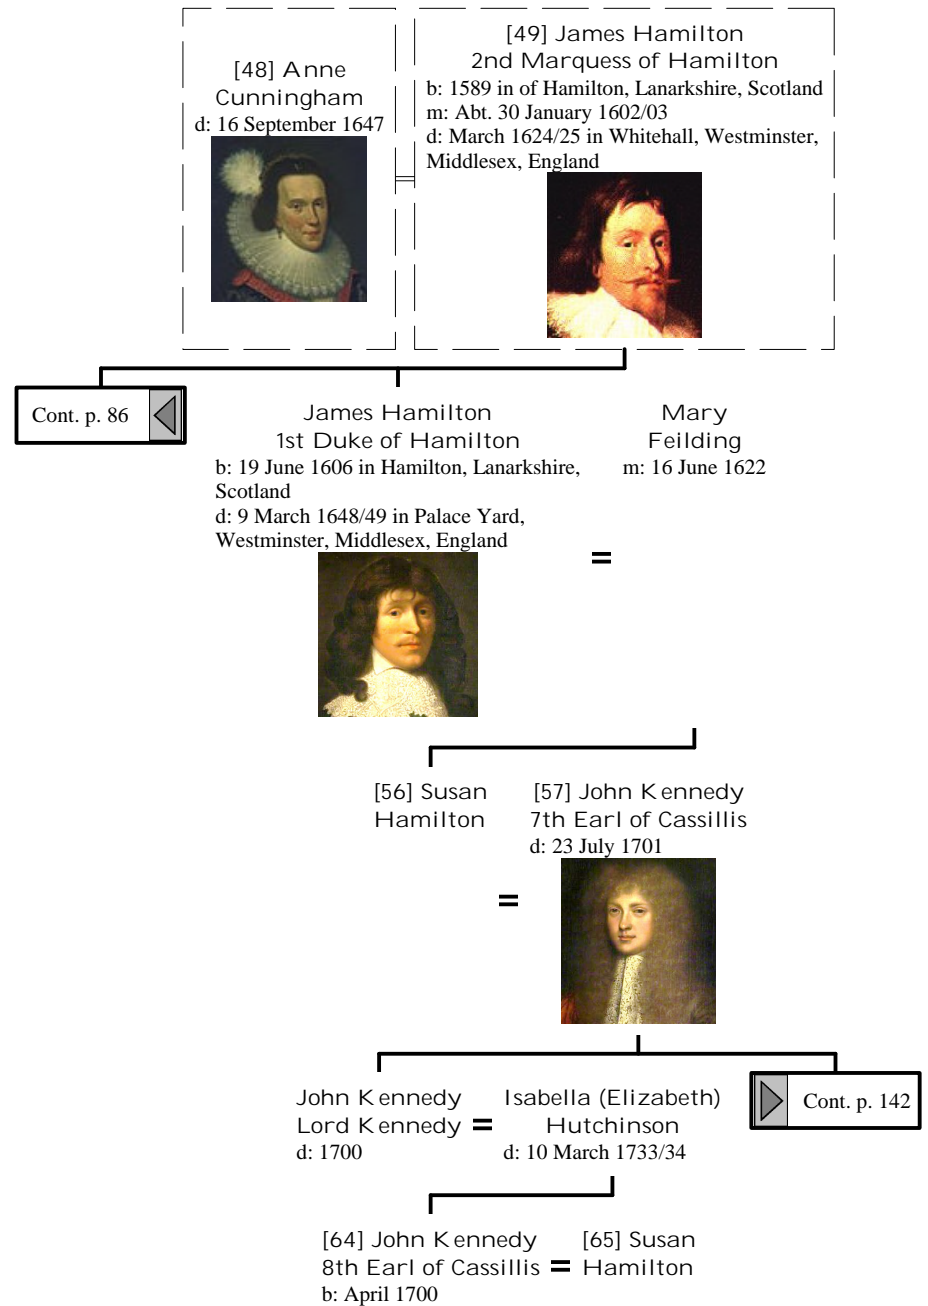 [48] Anne
Cunningham
d: 16 September 1647
[49] James Hamilton
2nd Marquess of Hamilton
b: 1589 in of Hamilton, Lanarkshire, Scotland
m: Abt. 30 January 1602/03
d: March 1624/25 in Whitehall, Westminster,
Middlesex, England
Cont. p. 86
James Hamilton
1st Duke of Hamilton
b: 19 June 1606 in Hamilton, Lanarkshire,
Scotland
d: 9 March 1648/49 in Palace Yard,
Westminster, Middlesex, England
=
Mary
Feilding
m: 16 June 1622
[56] Susan
Hamilton
=
[57] John Kennedy
7th Earl of Cassillis
d: 23 July 1701
John Kennedy
Lord Kennedy
d: 1700
=
Isabella (Elizabeth)
Hutchinson
d: 10 March 1733/34
Cont. p. 142
[64] John Kennedy
8th Earl of Cassillis
b: April 1700
=
[65] Susan
Hamilton